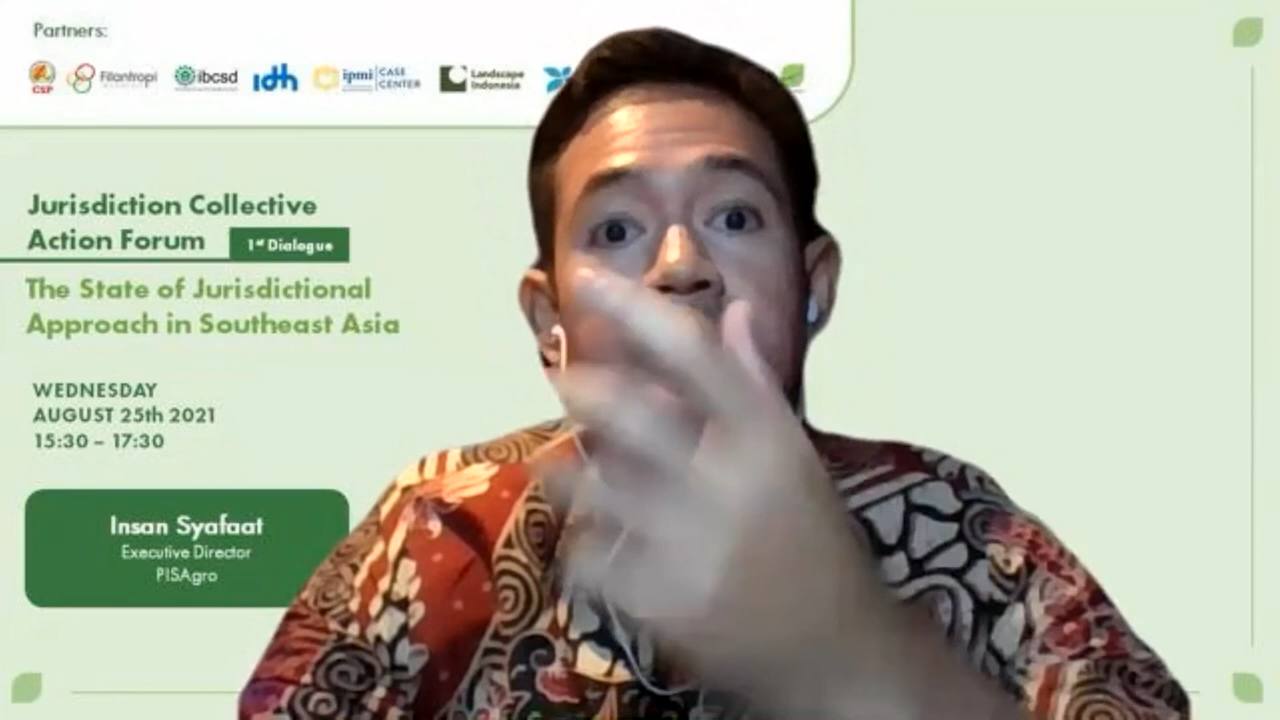 Partners:
CSP
Filantropi
ibcsd
idh
ipmi CASE CENTER
Landscape Indonesia
Jurisdiction Collective
Action Forum
1st Dialogue
The State of Jurisdictional
Approach in Southeast Asia
WEDNESDAY
AUGUST 25th 2021
15:30 – 17:30
Insan Syafaat
Executive Director
PISAgro